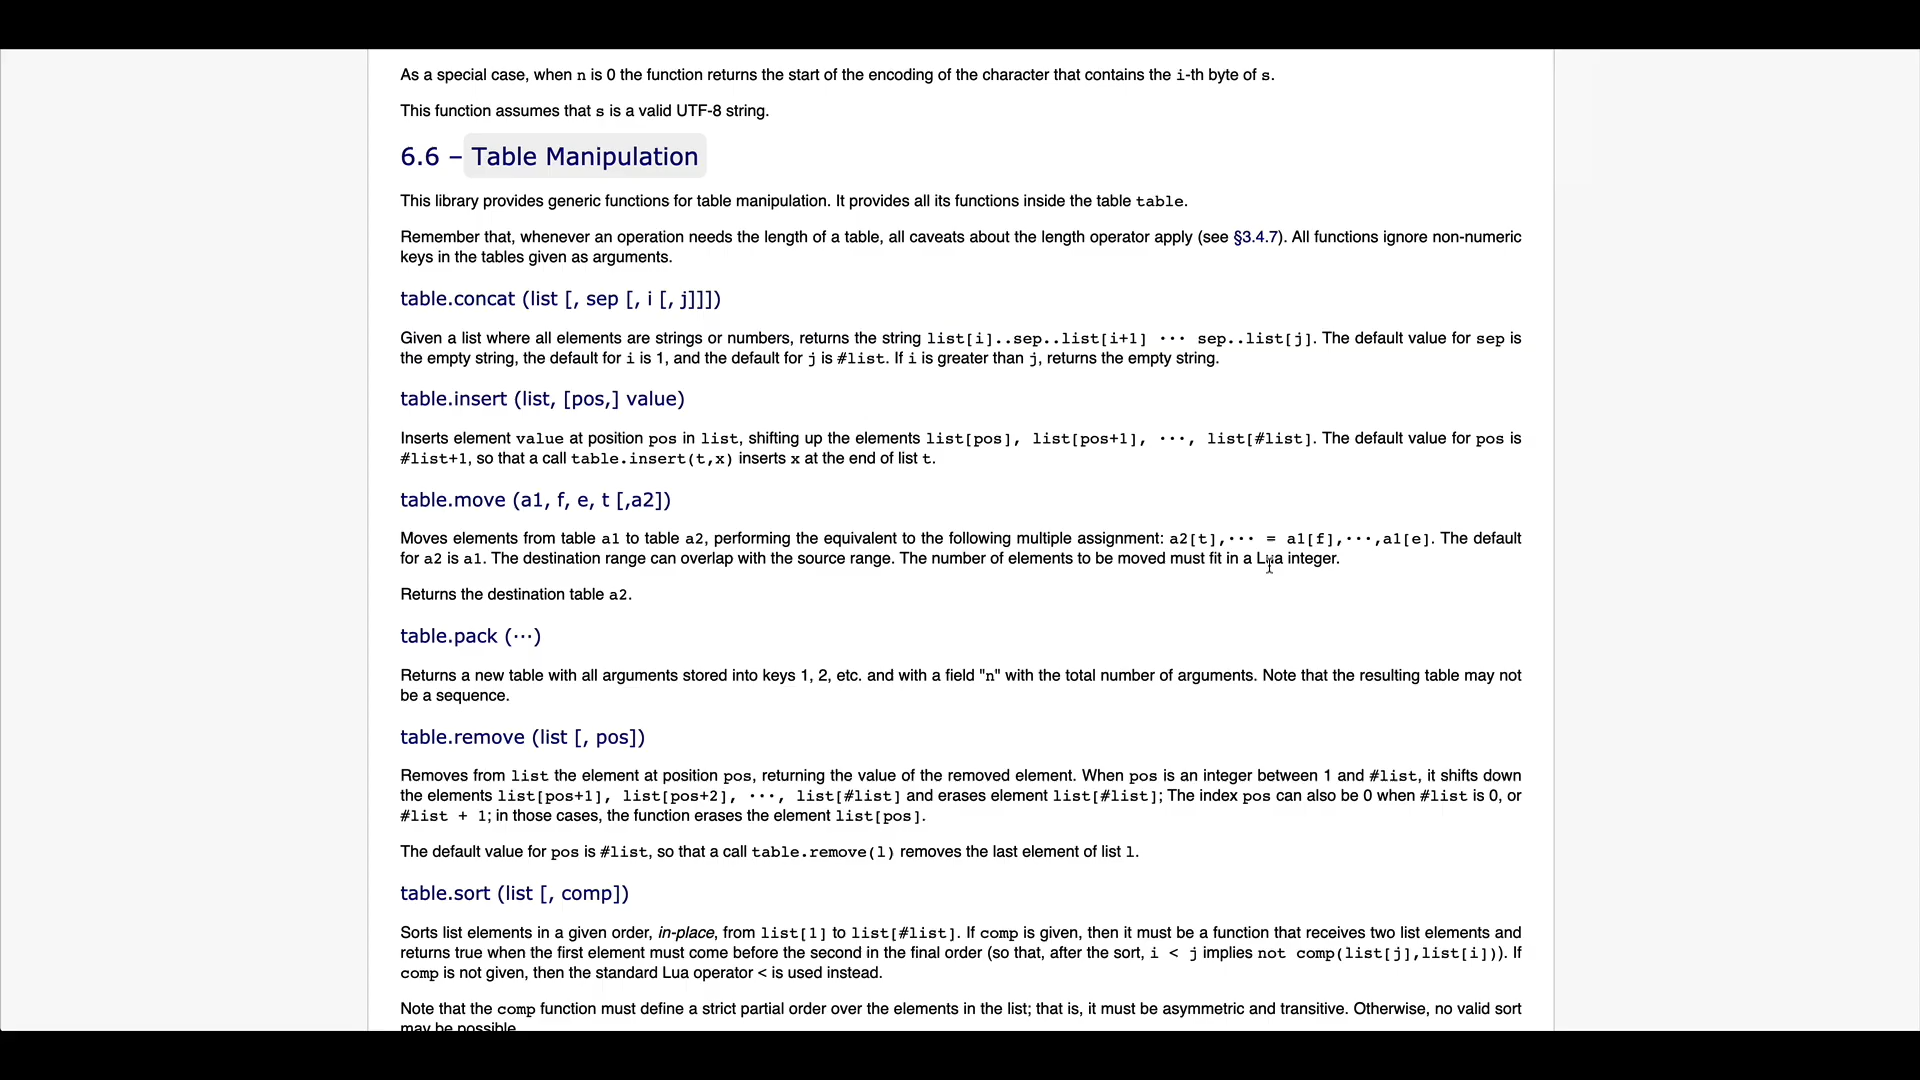 As a special case, when n is 0 the function returns the start of the encoding of the character that contains the i-th byte of s.
This function assumes that s is a valid UTF-8 string.
6.6 – Table Manipulation
This library provides generic functions for table manipulation. It provides all its functions inside the table table.
Remember that, whenever an operation needs the length of a table, all caveats about the length operator apply (see §3.4.7). All functions ignore non-numeric
keys in the tables given as arguments.
table.concat (list [, sep [, i [, j]]])
Given a list where all elements are strings or numbers, returns the string list[i]..sep..list[i+1] ··· sep..list[j]. The default value for sep is
the empty string, the default for i is 1, and the default for j is #list. If i is greater than j, returns the empty string.
table.insert (list, [pos,] value)
Inserts element value at position pos in list, shifting up the elements list[pos], list[pos+1], ···, list[#list]. The default value for pos is
#list+1, so that a call table.insert(t,x) inserts x at the end of list t.
table.move (a1, f, e, t [,a2])
Moves elements from table a1 to table a2, performing the equivalent to the following multiple assignment: a2[t],··· = a1[f],···,a1[e]. The default
for a2 is a1. The destination range can overlap with the source range. The number of elements to be moved must fit in a Lua integer.
Returns the destination table a2.
table.pack (···)
Returns a new table with all arguments stored into keys 1, 2, etc. and with a field "n" with the total number of arguments. Note that the resulting table may not
be a sequence.
table.remove (list [, pos])
Removes from list the element at position pos, returning the value of the removed element. When pos is an integer between 1 and #list, it shifts down
the elements list[pos+1], list[pos+2], ···, list[#list] and erases element list[#list]; The index pos can also be 0 when #list is 0, or
#list + 1; in those cases, the function erases the element list[pos].
The default value for pos is #list, so that a call table.remove(l) removes the last element of list l.
table.sort (list [, comp])
Sorts list elements in a given order, in-place, from list[1] to list[#list]. If comp is given, then it must be a function that receives two list elements and
returns true when the first element must come before the second in the final order (so that, after the sort, i < j implies not comp(list[j],list[i])). If
comp is not given, then the standard Lua operator < is used instead.
Note that the comp function must define a strict partial order over the elements in the list; that is, it must be asymmetric and transitive. Otherwise, no valid sort
may be possible.